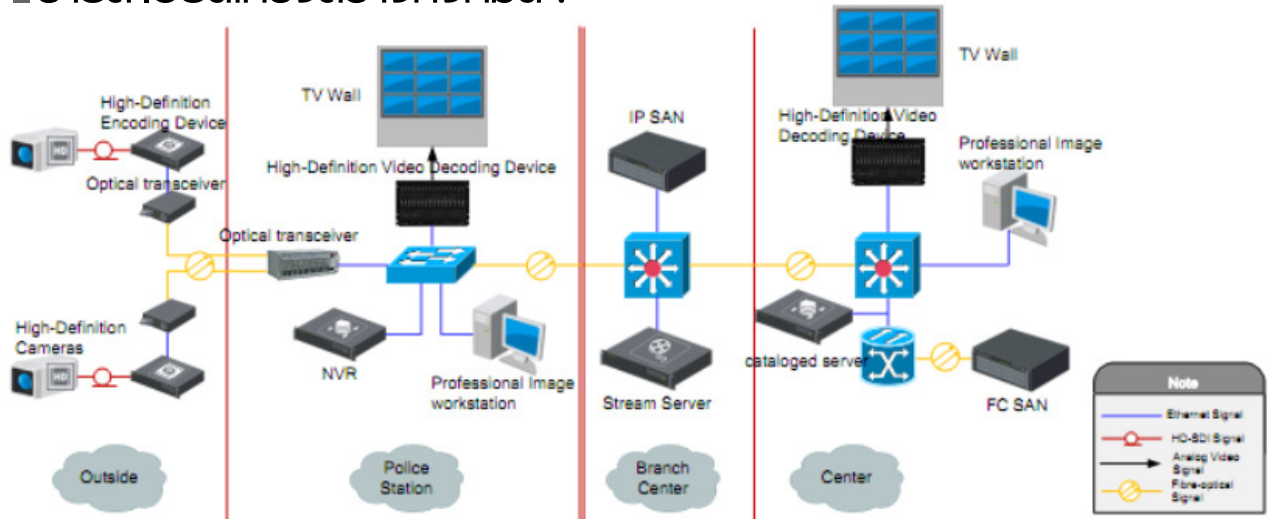 TV Wall
High-Definition
Encoding Device
Optical transceiver
High-Definition
Cameras
Outside
TV Wall
High-Definition Video Decoding Device
Optical transceiver
NVR
Professional Image
workstation
Police
Station
IP SAN
Stream Server
Branch
Center
High-Definition Video
Decoding Device
Professional Image
workstation
cataloged server
FC SAN
Center
Note
Ethernet Signal
HD-SDI Signal
Analog Video
Signal
Fibre-optical
Signal